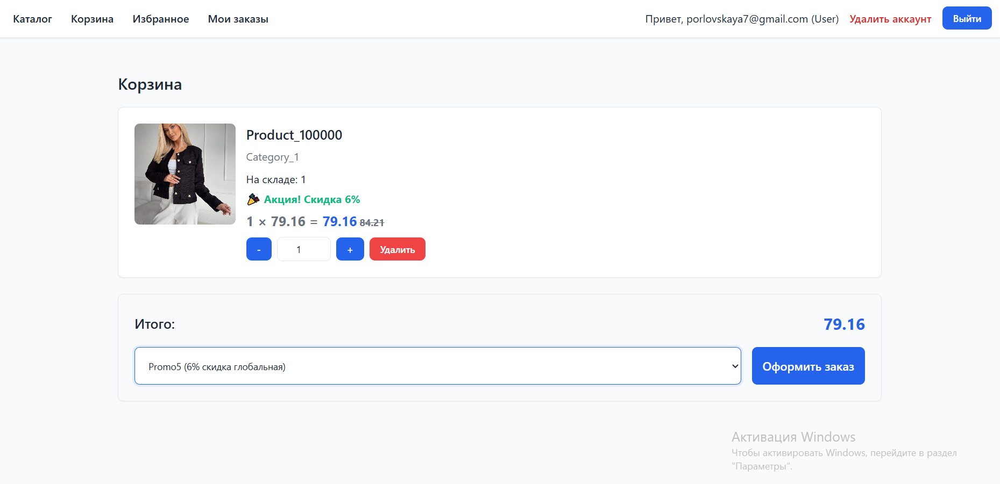 Каталог Корзина Избранное Мои заказы Привет, porlovskaya7@gmail.com (User) Удалить аккаунт Выйти
Корзина
Product_100000
Category_1
На складе: 1
🎉 Акция! Скидка 6%
1 × 79.16 = 79.16 84.21
- 1 + Удалить
Итого: 79.16
Promo5 (6% скидка глобальная) Оформить заказ
Активация Windows
Чтобы активировать Windows, перейдите в раздел
"Параметры".